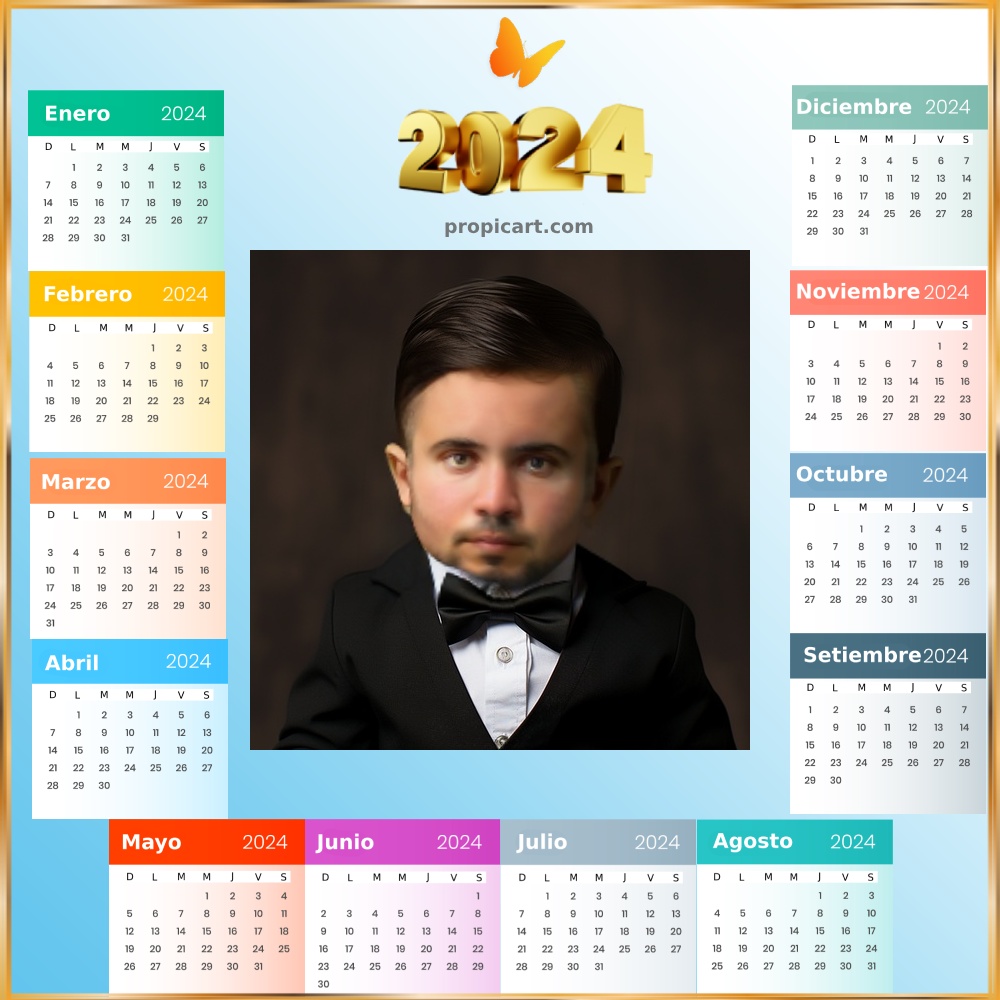 2024
propicart.com
Enero 2024
D L M M J V S
1 2 3 4 5 6
7 8 9 10 11 12 13
14 15 16 17 18 19 20
21 22 23 24 25 26 27
28 29 30 31
Febrero 2024
D L M M J V S
1 2 3
4 5 6 7 8 9 10
11 12 13 14 15 16 17
18 19 20 21 22 23 24
25 26 27 28 29
Marzo 2024
D L M M J V S
1 2
3 4 5 6 7 8 9
10 11 12 13 14 15 16
17 18 19 20 21 22 23
24 25 26 27 28 29 30
31
Abril 2024
D L M M J V S
1 2 3 4 5 6
7 8 9 10 11 12 13
14 15 16 17 18 19 20
21 22 23 24 25 26 27
28 29 30
Mayo 2024
D L M M J V S
1 2 3 4
5 6 7 8 9 10 11
12 13 14 15 16 17 18
19 20 21 22 23 24 25
26 27 28 29 30 31
Junio 2024
D L M M J V S
1
2 3 4 5 6 7 8
9 10 11 12 13 14 15
16 17 18 19 20 21 22
23 24 25 26 27 28 29
30
Julio 2024
D L M M J V S
1 2 3 4 5 6
7 8 9 10 11 12 13
14 15 16 17 18 19 20
21 22 23 24 25 26 27
28 29 30 31
Agosto 2024
D L M M J V S
1 2 3
4 5 6 7 8 9 10
11 12 13 14 15 16 17
18 19 20 21 22 23 24
25 26 27 28 29 30 31
Setiembre 2024
D L M M J V S
1 2 3 4 5 6 7
8 9 10 11 12 13 14
15 16 17 18 19 20 21
22 23 24 25 26 27 28
29 30
Octubre 2024
D L M M J V S
1 2 3 4 5
6 7 8 9 10 11 12
13 14 15 16 17 18 19
20 21 22 23 24 25 26
27 28 29 30 31
Noviembre 2024
D L M M J V S
1 2
3 4 5 6 7 8 9
10 11 12 13 14 15 16
17 18 19 20 21 22 23
24 25 26 27 28 29 30
Diciembre 2024
D L M M J V S
1 2 3 4 5 6 7
8 9 10 11 12 13 14
15 16 17 18 19 20 21
22 23 24 25 26 27 28
29 30 31